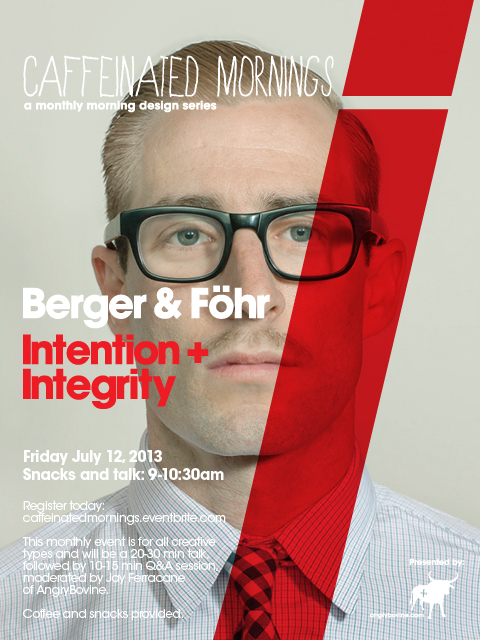 CAFFEINATED MORNINGS
a monthly morning design series
Berger & Föhr
Intention +
Integrity
Friday July 12, 2013
Snacks and talk: 9-10:30am
Register today:
caffeinatedmornings.eventbrite.com
This monthly event is for all creative
types and will be a 20-30 min talk,
followed by 10-15 min Q&A session,
moderated by Jay Ferracane
of AngryBovine.
Coffee and snacks provided.
Presented by:
angrybovine.com